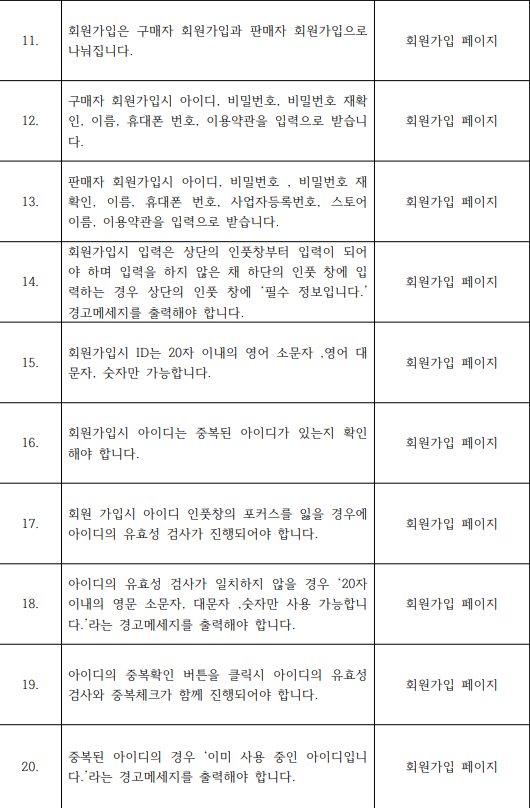 11.
회원가입은 구매자 회원가입과 판매자 회원가입으로
나눠집니다.
회원가입 페이지
12.
구매자 회원가입시 아이디, 비밀번호, 비밀번호 재확
인, 이름, 휴대폰 번호, 이용약관을 입력으로 받습니
다.
회원가입 페이지
13.
판매자 회원가입시 아이디, 비밀번호 , 비밀번호 재
확인, 이름, 휴대폰 번호, 사업자등록번호, 스토어
이름, 이용약관을 입력으로 받습니다.
회원가입 페이지
14.
회원가입시 입력은 상단의 인풋창부터 입력이 되어
야 하며 입력을 하지 않은 채 하단의 인풋 창에 입
력하는 경우 상단의 인풋 창에 '필수 정보입니다.'
경고메세지를 출력해야 합니다.
회원가입 페이지
15.
회원가입시 ID는 20자 이내의 영어 소문자 ,영어 대
문자, 숫자만 가능합니다.
회원가입 페이지
16.
회원가입시 아이디는 중복된 아이디가 있는지 확인
해야 합니다.
회원가입 페이지
17.
회원 가입시 아이디 인풋창의 포커스를 잃을 경우에
아이디의 유효성 검사가 진행되어야 합니다.
회원가입 페이지
18.
아이디의 유효성 검사가 일치하지 않을 경우 '20자
이내의 영문 소문자, 대문자 ,숫자만 사용 가능합니
다.'라는 경고메세지를 출력해야 합니다.
회원가입 페이지
19.
아이디의 중복확인 버튼을 클릭시 아이디의 유효성
검사와 중복체크가 함께 진행되어야 합니다.
회원가입 페이지
20.
중복된 아이디의 경우 '이미 사용 중인 아이디입니
다.'라는 경고메세지를 출력해야 합니다.
회원가입 페이지